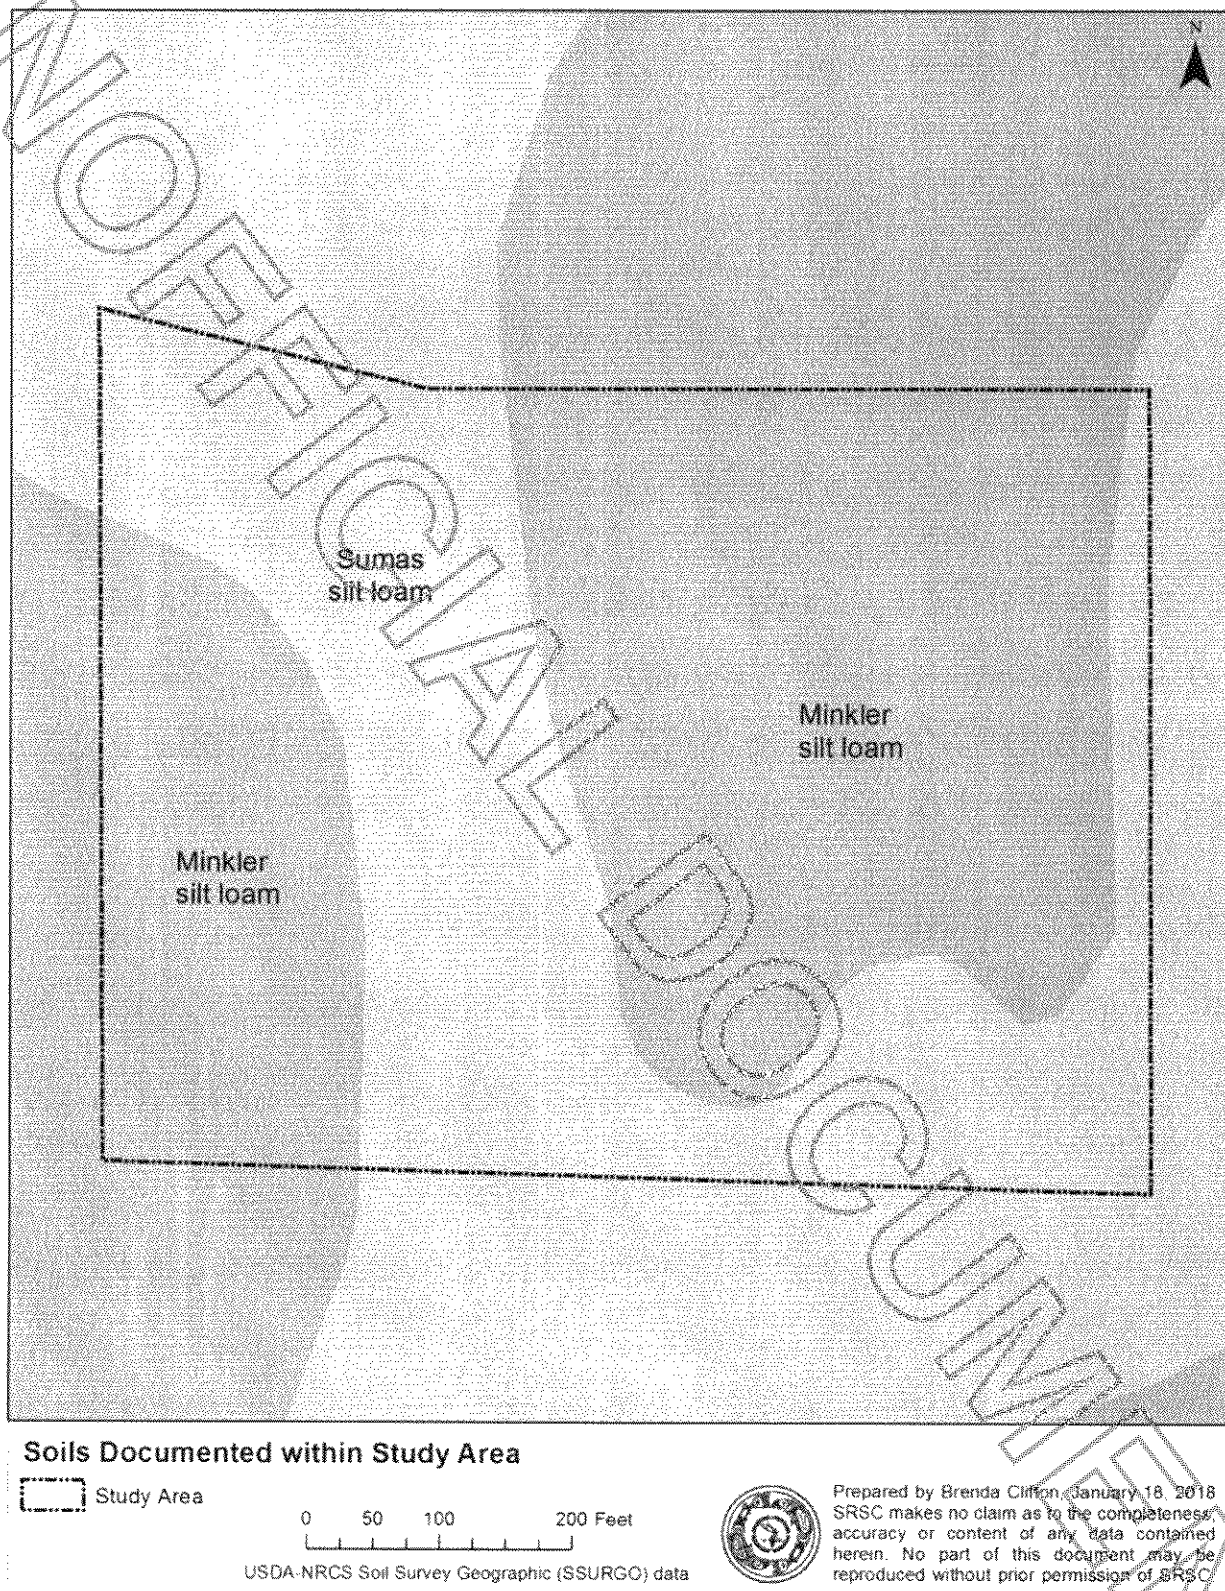 N
UNOFFICIAL DOCUMENT
Sumas
silt loam
Minkler
silt loam
Minkler
silt loam
Soils Documented within Study Area
Study Area
0 50 100 200 Feet
USDA-NRCS Soil Survey Geographic (SSURGO) data
Prepared by Brenda Clifton, January 18, 2018
SRSC makes no claim as to the completeness,
accuracy or content of any data contained
herein. No part of this document may be
reproduced without prior permission of SRSC.